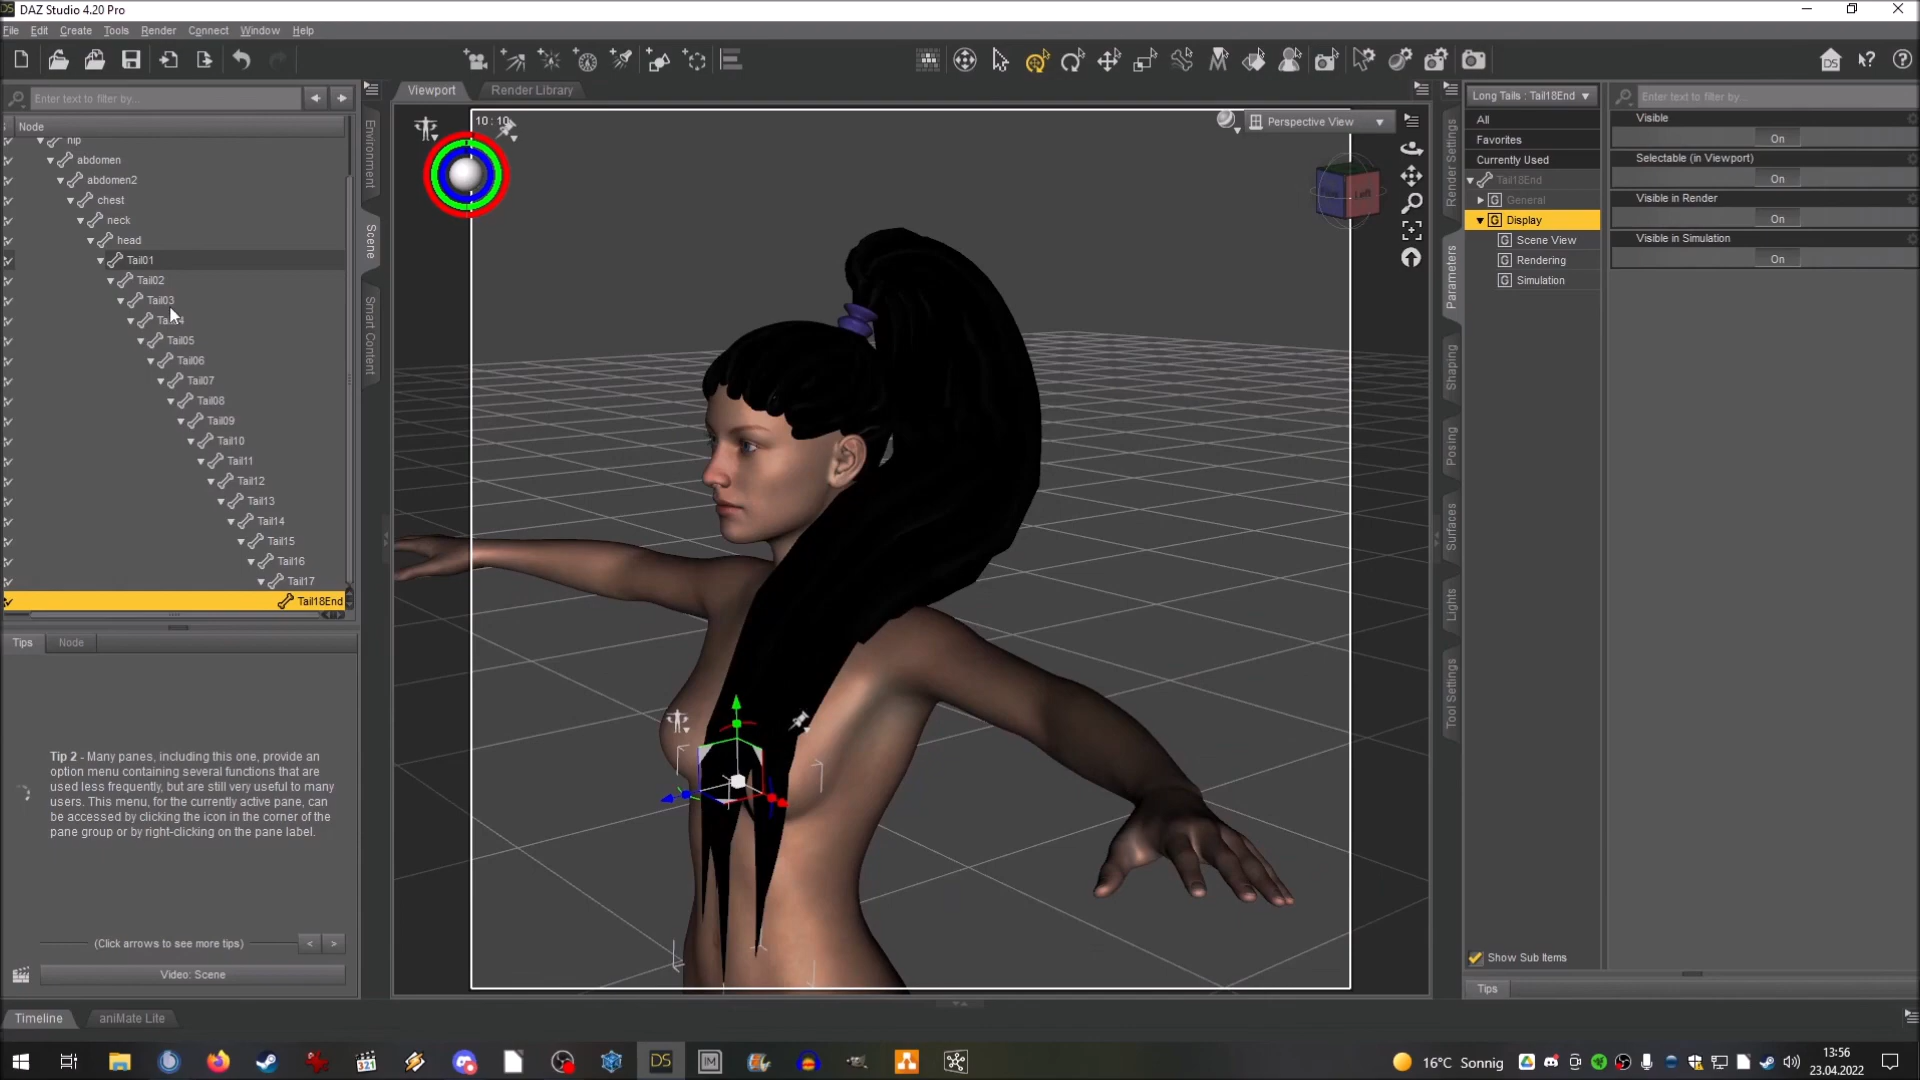 DAZ Studio 4.20 Pro
File Edit Create Tools Render Connect Window Help
Enter text to filter by...
Node
hip
abdomen
abdomen2
chest
neck
head
Tail01
Tail02
Tail03
Tail05
Tail06
Tail07
Tail08
Tail09
Tail10
Tail11
Tail12
Tail13
Tail14
Tail15
Tail16
Tail17
Tail18End
Tips Node
Tip 2 - Many panes, including this one, provide an
option menu containing several functions that are
used less frequently, but are still very useful to many
users. This menu, for the currently active pane, can
be accessed by clicking the icon in the corner of the
pane group or by right-clicking on the pane label.
(Click arrows to see more tips) < >
Video: Scene
Timeline aniMate Lite
Environment
Scene
Smart Content
Viewport Render Library
10 : 10
Perspective View
Left
Render Settings
Parameters
Shaping
Posing
Surfaces
Lights
Tool Settings
Long Tails : Tail18End
All
Favorites
Currently Used
Tail18End
G General
G Display
G Scene View
G Rendering
G Simulation
Show Sub Items
Tips
Enter text to filter by...
Visible
On
Selectable (in Viewport)
On
Visible in Render
On
Visible in Simulation
On
321
DS
IM
16°C Sonnig
13:56
23.04.2022